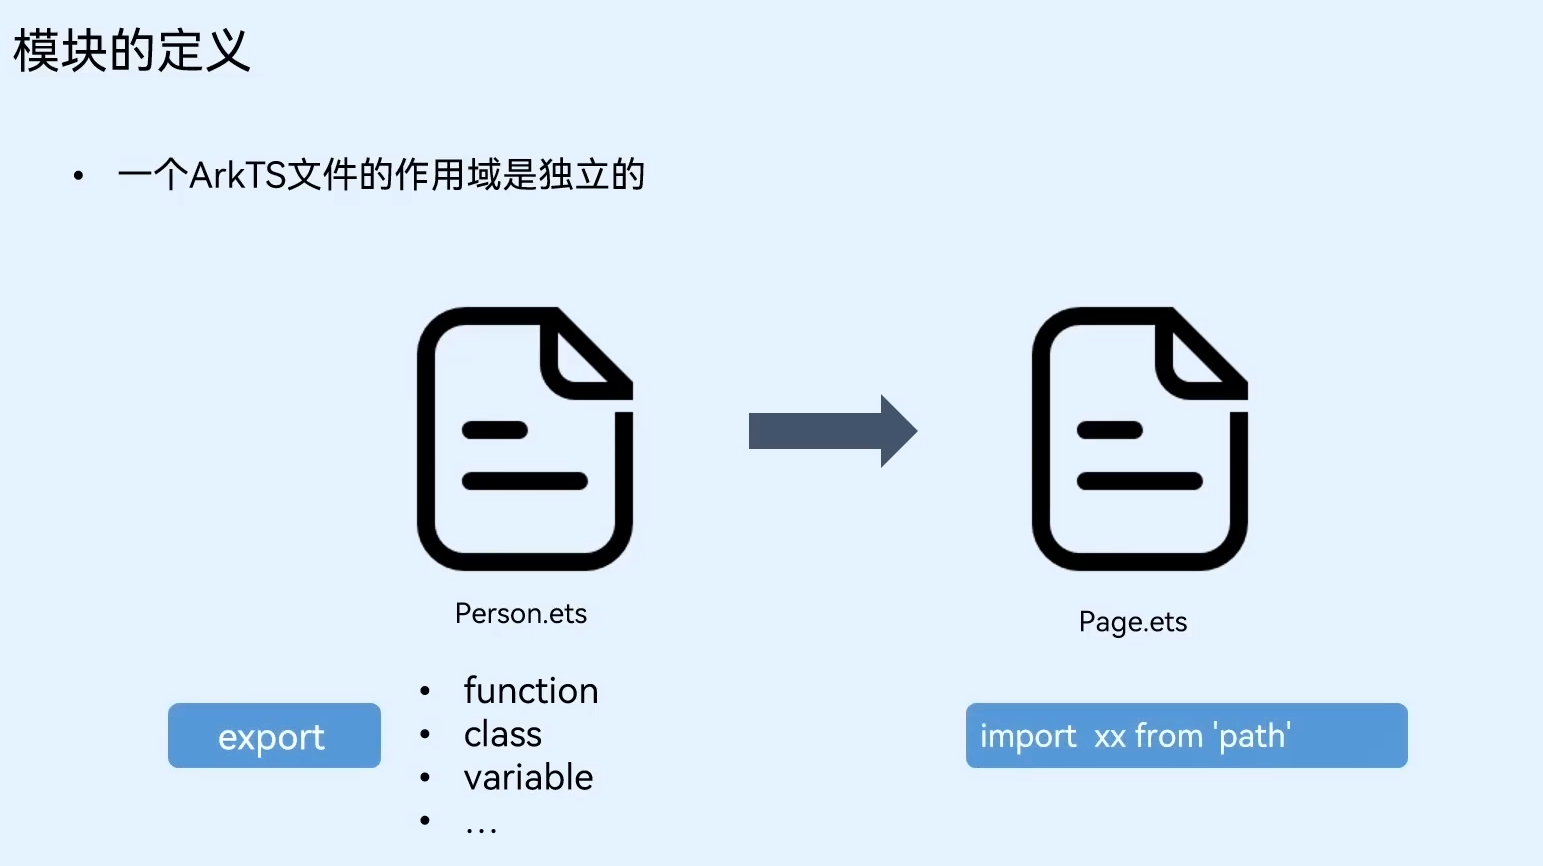 模块的定义
• 一个ArkTS文件的作用域是独立的
Person.ets
Page.ets
export
• function
• class
• variable
• ...
import xx from 'path'